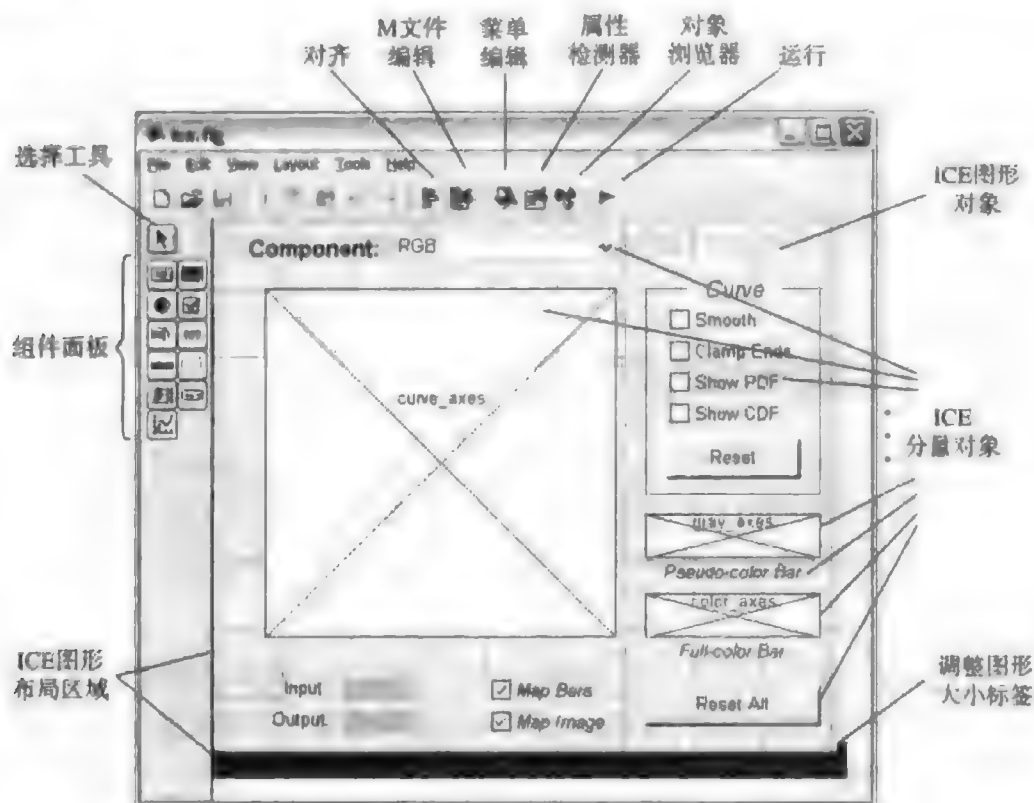 M文件
编辑
菜单
编辑
属性
检测器
对象
浏览器
对齐
运行
选择工具
ice.fig
File Edit View Layout Tools Help
ICE图形
对象
Component: RGB
组件面板
Curve
Smooth
Clamp Ends
Show PDF
Show CDF
Reset
curve_axes
ICE
分量对象
gray_axes
Pseudo-color Bar
color_axes
Full-color Bar
ICE图形
布局区域
Input
Output
Map Bars
Map Image
Reset All
调整图形
大小标签